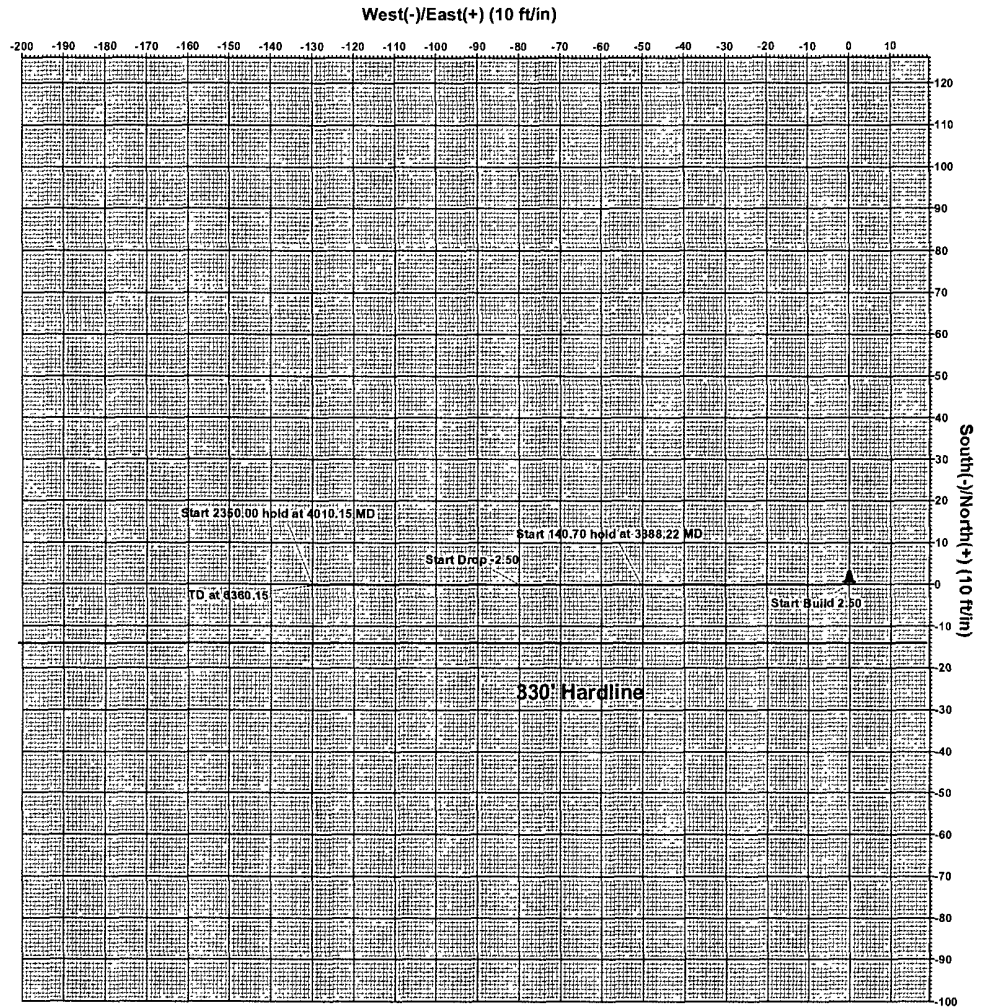 West(-)/East(+) (10 ft/in)
-200 -190 -180 -170 -160 -150 -140 -130 -120 -110 -100 -90 -80 -70 -60 -50 -40 -30 -20 -10 0 10
120
110
100
90
80
70
60
50
40
30
20
10
0
-10
-20
-30
-40
-50
-60
-70
-80
-90
-100
South(-)/North(+) (10 ft/in)
Start 2350.00 hold at 4010.15 MD
Start 140.70 hold at 3388.22 MD
Start Drop -2.50
TD at 6360.15
Start Build 2.50
330' Hardline